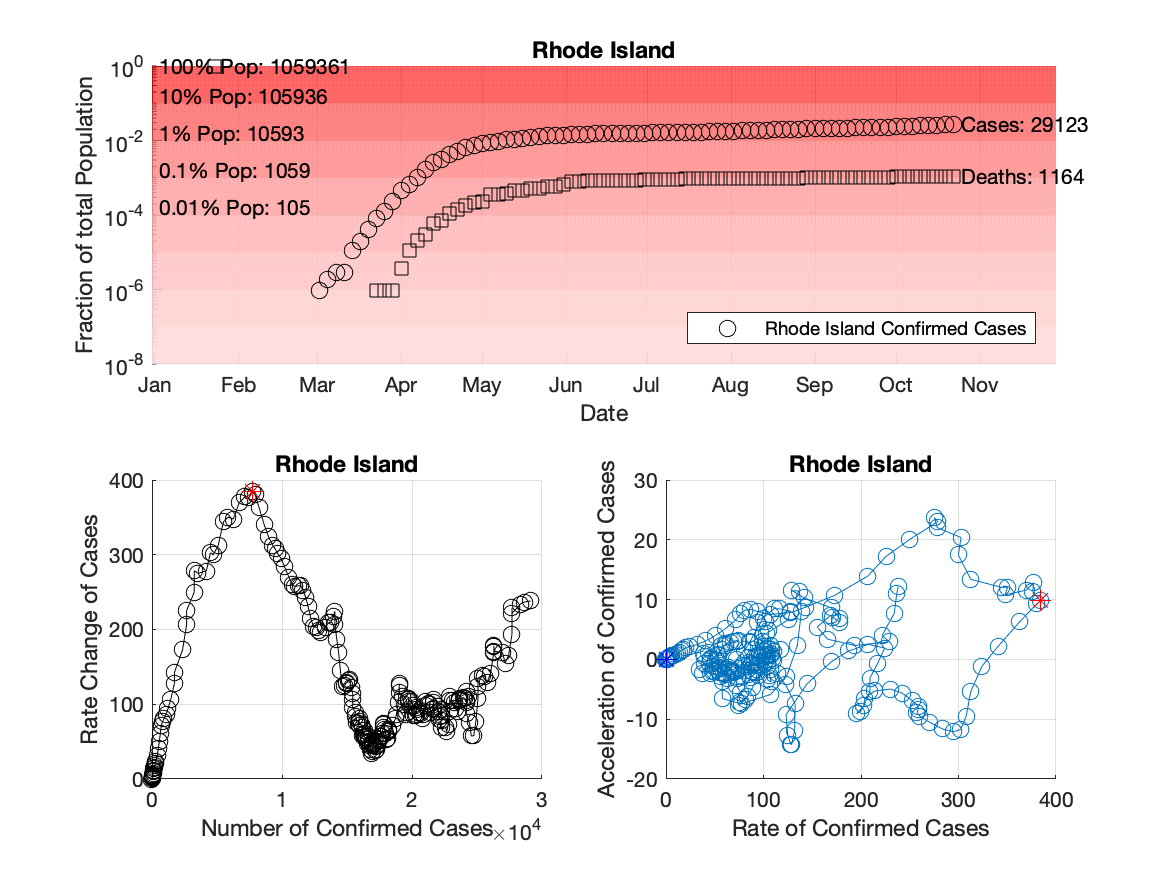 Rhode Island
Fraction of total Population
10^0
10^-2
10^-4
10^-6
10^-8
100% Pop: 1059361
10% Pop: 105936
1% Pop: 10593
0.1% Pop: 1059
0.01% Pop: 105
Cases: 29123
Deaths: 1164
Rhode Island Confirmed Cases
Jan Feb Mar Apr May Jun Jul Aug Sep Oct Nov
Date
Rhode Island
Rate Change of Cases
400
300
200
100
0
0 1 2 3
Number of Confirmed Cases ×10^4
Rhode Island
Acceleration of Confirmed Cases
30
20
10
0
-10
-20
0 100 200 300 400
Rate of Confirmed Cases